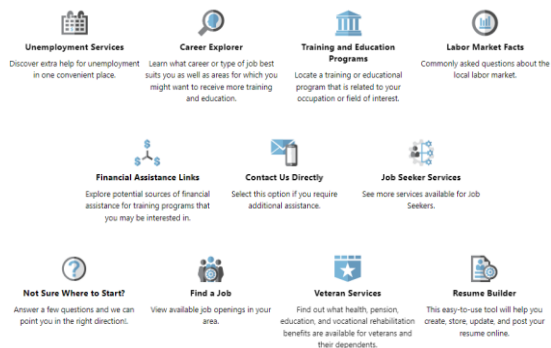 Unemployment Services
Discover extra help for unemployment
in one convenient place.
Career Explorer
Learn what career or type of job best
suits you as well as areas for which you
might want to receive more training
and education.
Training and Education
Programs
Locate a training or educational
program that is related to your
occupation or field of interest.
Labor Market Facts
Commonly asked questions about the
local labor market.
Financial Assistance Links
Explore potential sources of financial
assistance for training programs that
you may be interested in.
Contact Us Directly
Select this option if you require
additional assistance.
Job Seeker Services
See more services available for Job
Seekers.
Not Sure Where to Start?
Answer a few questions and we can
point you in the right direction!.
Find a Job
View available job openings in your
area.
Veteran Services
Find out what health, pension,
education, and vocational rehabilitation
benefits are available for veterans and
their dependents.
Resume Builder
This easy-to-use tool will help you
create, store, update, and post your
resume online.